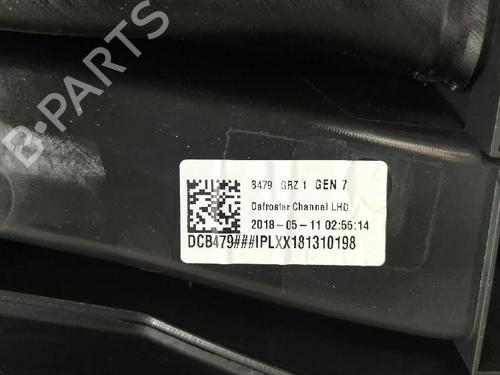 B479 GRZ 1 GEN 7
Defroster Channel LHD
2018-05-11 02:55:14
DCB479###IPLXX181310198
B-PARTS